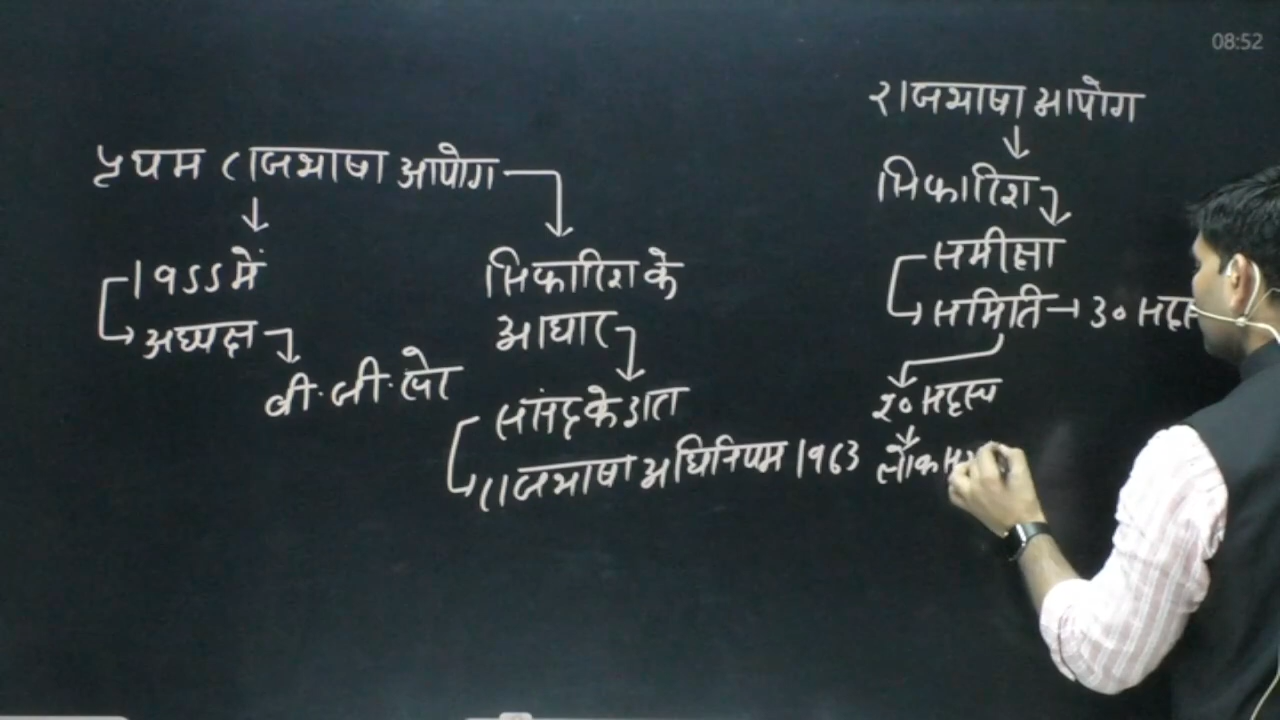 08:52
प्रथम राजभाषा आयोग
1955 में
अध्यक्ष
बी.जी.खेर
सिफारिश के
आधार
संसद के द्वारा
राजभाषा अधिनियम 1963
राजभाषा आयोग
सिफारिश
समीक्षा
समिति → 30 सदस्य
20 सदस्य